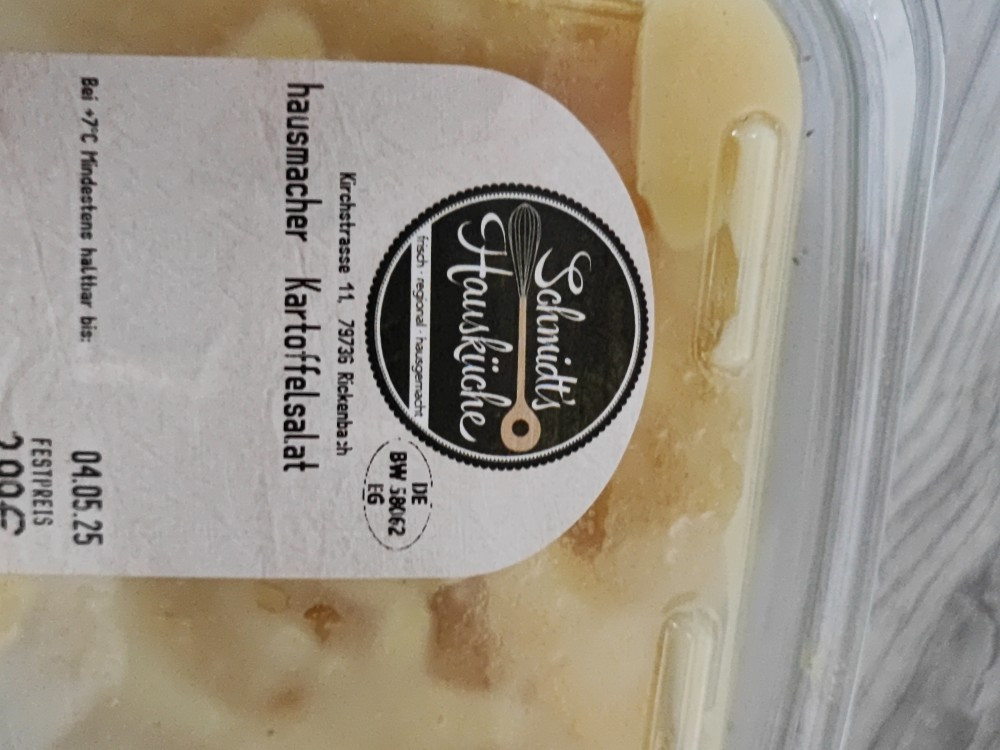 Schmidt's
Hausküche
frisch · regional · hausgemacht
DE
BW 58062
EG
Kirchstrasse 11, 79736 Rickenbach
hausmacher Kartoffelsalat
Bei +7°C Mindestens haltbar bis:
04.05.25
FESTPREIS